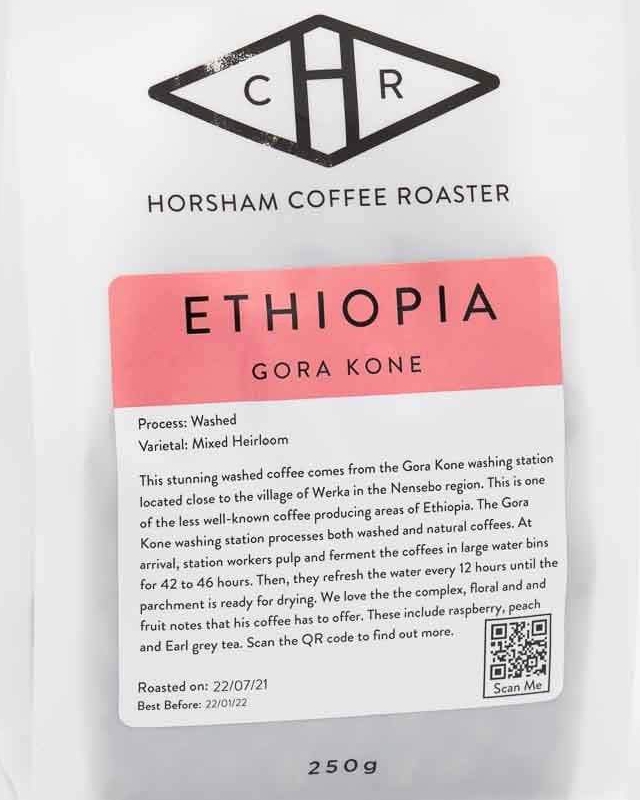 C H R
HORSHAM COFFEE ROASTER
ETHIOPIA
GORA KONE
Process: Washed
Varietal: Mixed Heirloom
This stunning washed coffee comes from the Gora Kone washing station
located close to the village of Werka in the Nensebo region. This is one
of the less well-known coffee producing areas of Ethiopia. The Gora
Kone washing station processes both washed and natural coffees. At
arrival, station workers pulp and ferment the coffees in large water bins
for 42 to 46 hours. Then, they refresh the water every 12 hours until the
parchment is ready for drying. We love the the complex, floral and and
fruit notes that his coffee has to offer. These include raspberry, peach
and Earl grey tea. Scan the QR code to find out more.
Scan Me
Roasted on: 22/07/21
Best Before: 22/01/22
250g